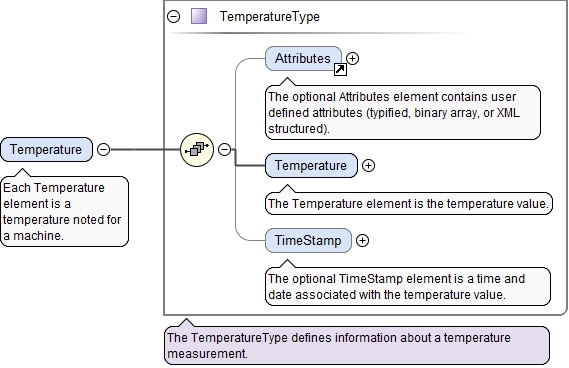 TemperatureType
Attributes
The optional Attributes element contains user
defined attributes (typified, binary array, or XML
structured).
Temperature
Each Temperature
element is a
temperature noted for
a machine.
Temperature
The Temperature element is the temperature value.
TimeStamp
The optional TimeStamp element is a time and
date associated with the temperature value.
The TemperatureType defines information about a temperature
measurement.